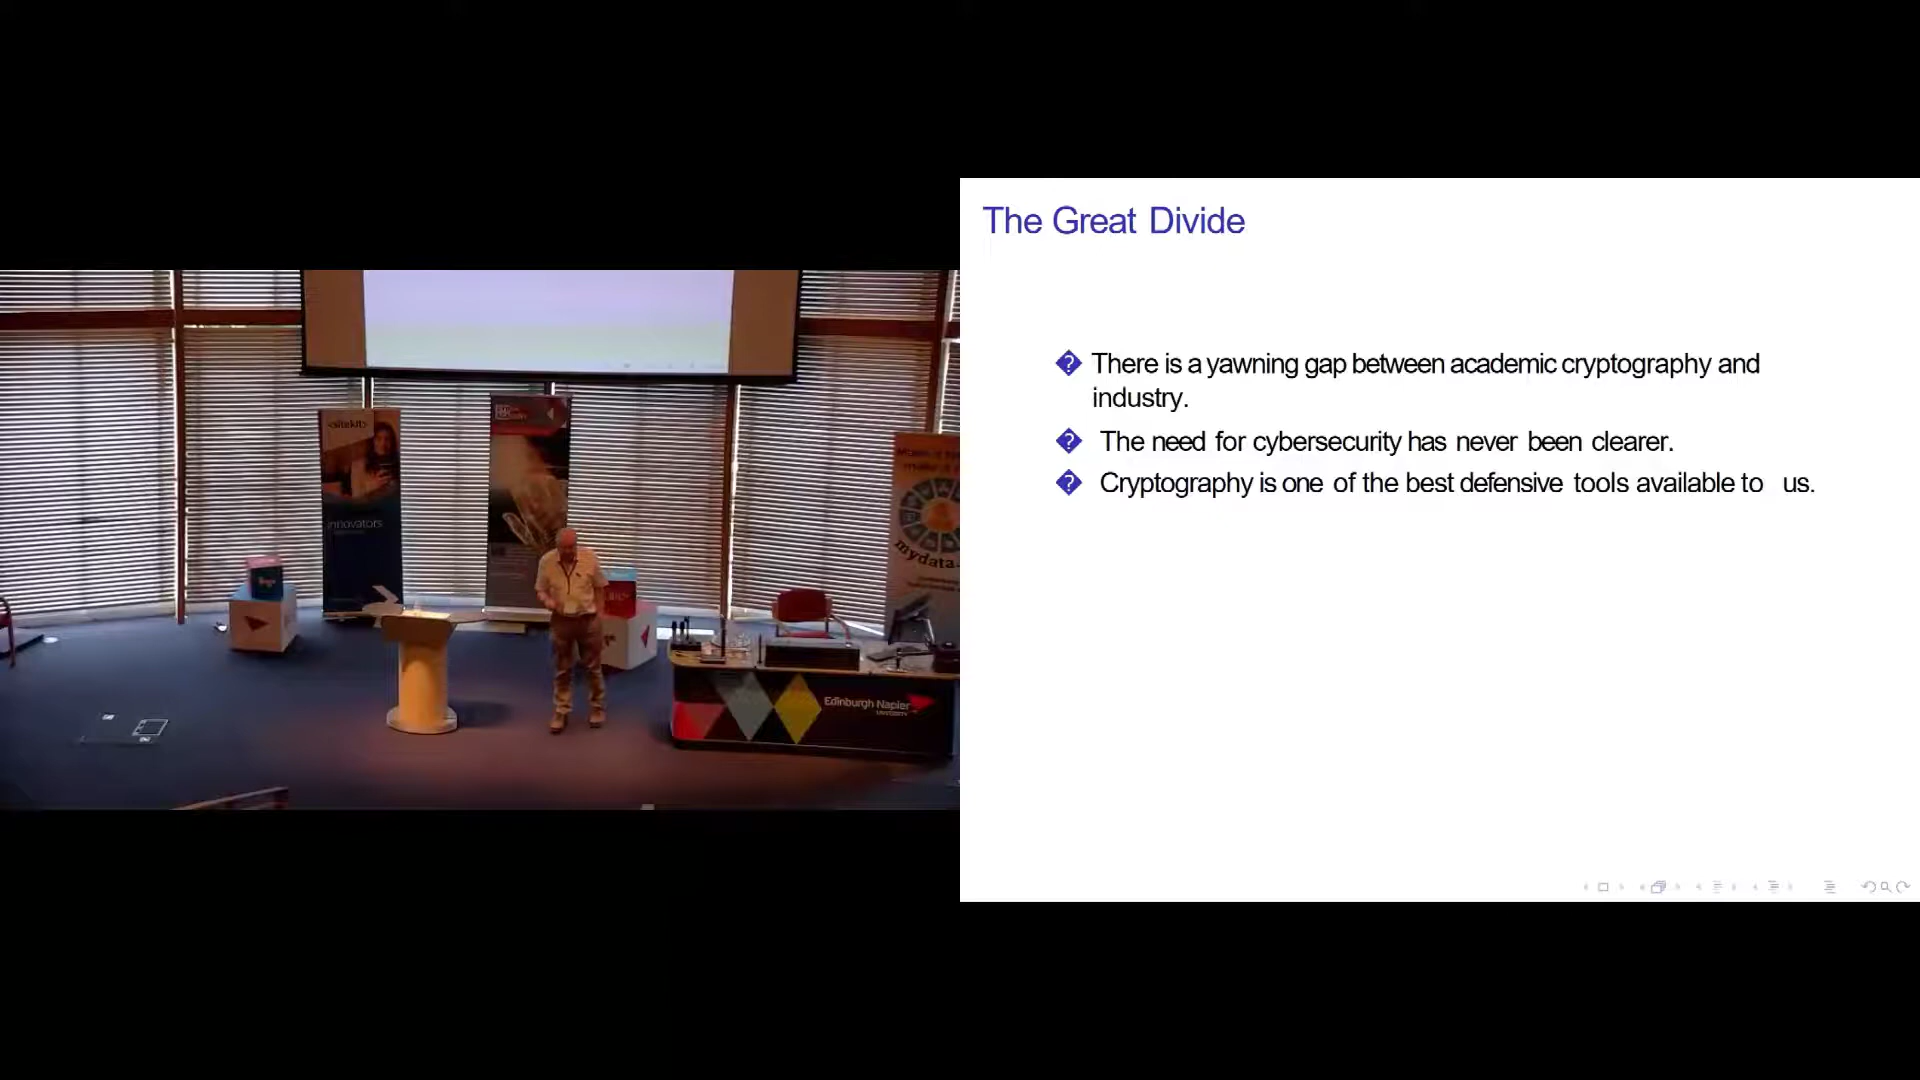 The Great Divide
There is a yawning gap between academic cryptography and
industry.
The need for cybersecurity has never been clearer.
Cryptography is one of the best defensive tools available to us.
<sitekit>
innovators
mydata-
Edinburgh Napier
UNIVERSITY